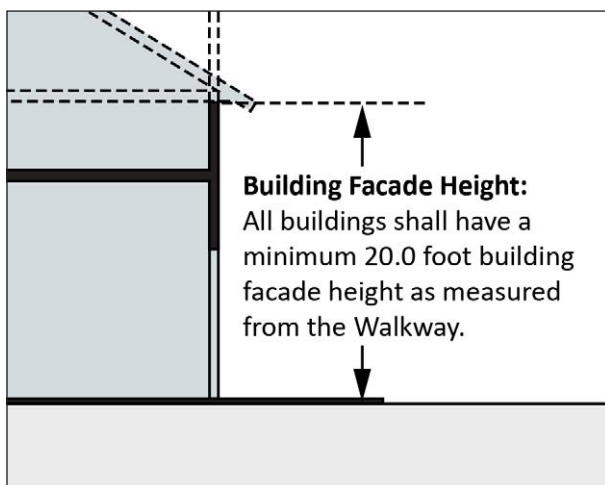 Building Facade Height:
All buildings shall have a
minimum 20.0 foot building
facade height as measured
from the Walkway.